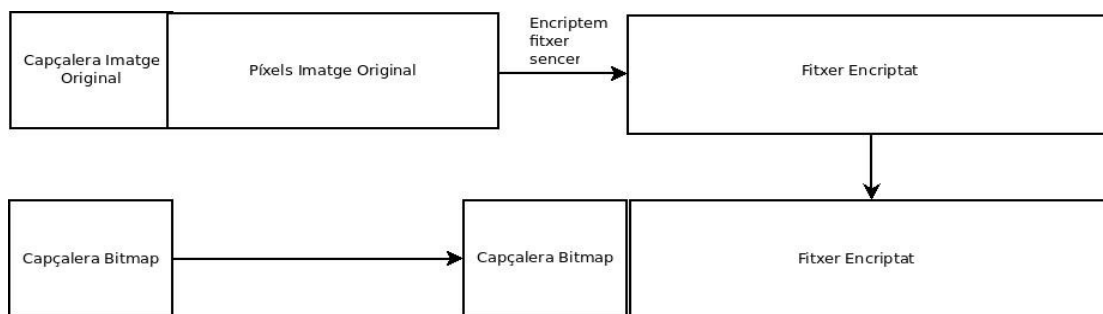 Capçalera Imatge
Original
Píxels Imatge Original
Encriptem
fitxer
sencer
Fitxer Encriptat
Capçalera Bitmap
Capçalera Bitmap
Fitxer Encriptat